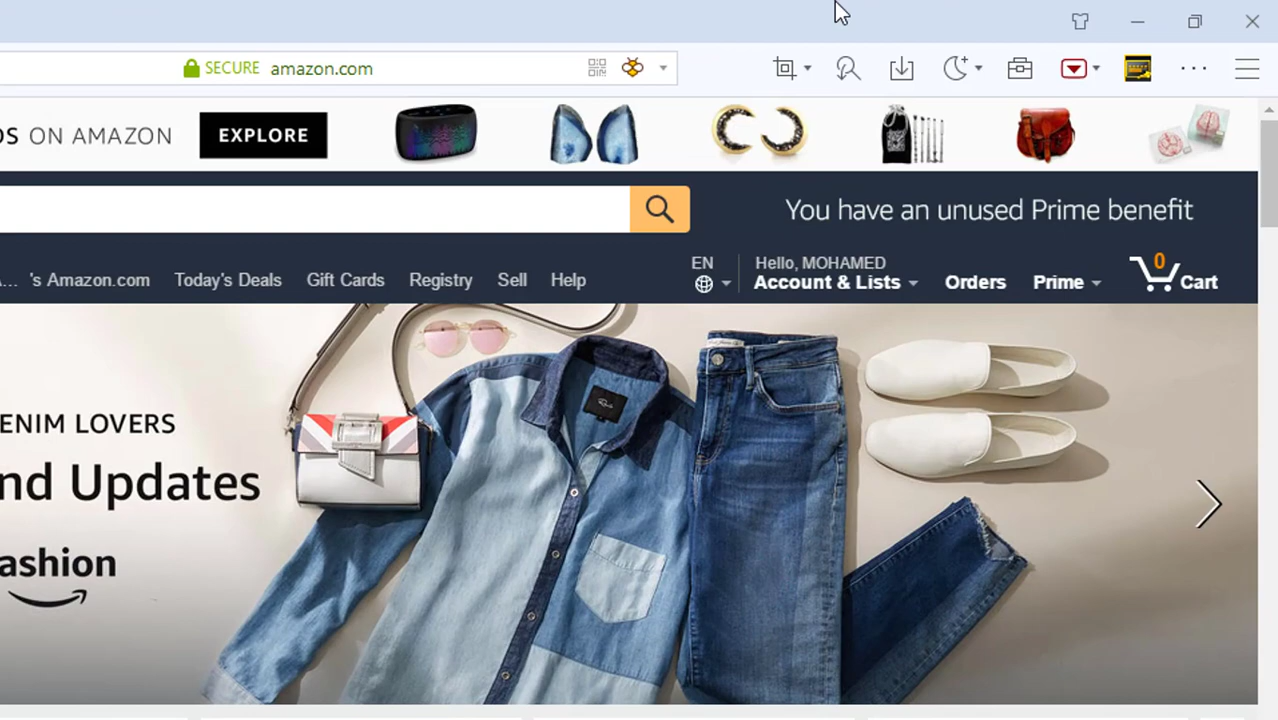 SECURE amazon.com
ON AMAZON
EXPLORE
You have an unused Prime benefit
's Amazon.com Today's Deals Gift Cards Registry Sell Help
EN
Hello, MOHAMED
Account & Lists
Orders
Prime
0
Cart
ENIM LOVERS
nd Updates
ashion